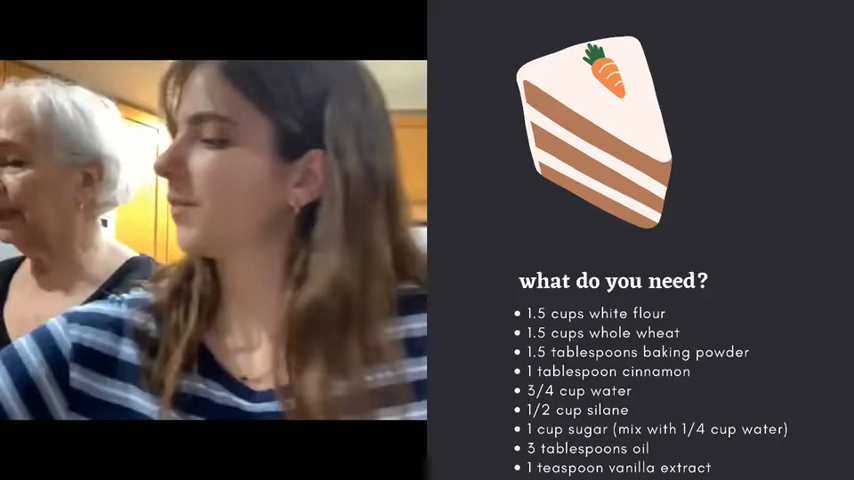 what do you need?
• 1.5 cups white flour
• 1.5 cups whole wheat
• 1.5 tablespoons baking powder
• 1 tablespoon cinnamon
• 3/4 cup water
• 1/2 cup silane
• 1 cup sugar (mix with 1/4 cup water)
• 3 tablespoons oil
• 1 teaspoon vanilla extract